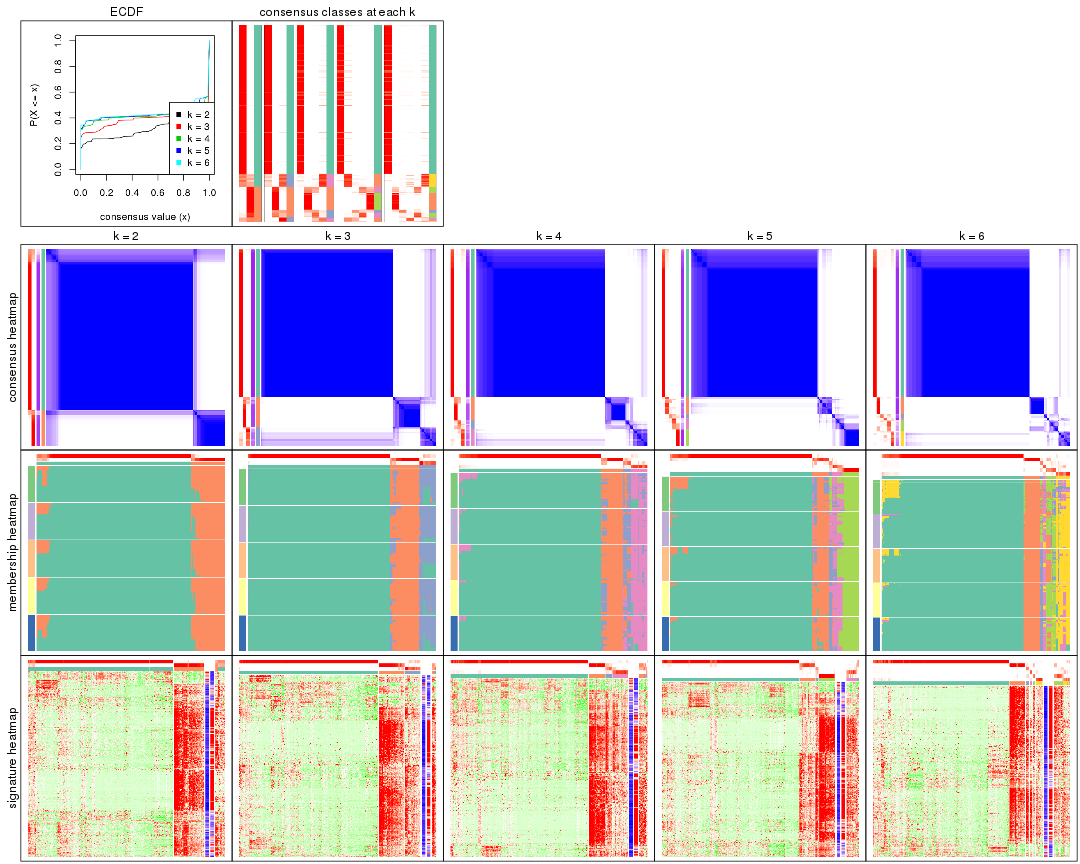 ECDF
consensus classes at each k
P(X <= x)
0.0 0.2 0.4 0.6 0.8 1.0
k = 2
k = 3
k = 4
k = 5
k = 6
0.0 0.2 0.4 0.6 0.8 1.0
consensus value (x)
k = 2 k = 3 k = 4 k = 5 k = 6
consensus heatmap
membership heatmap
signature heatmap